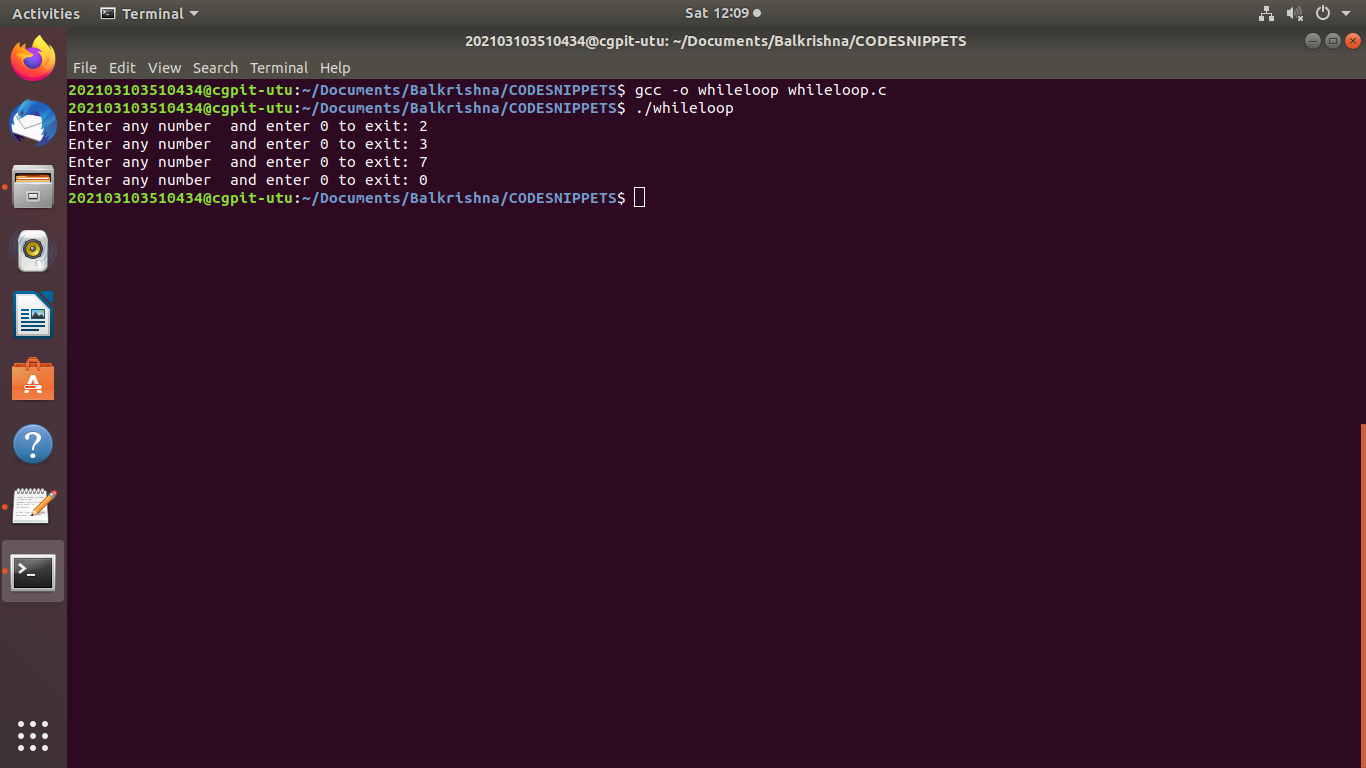 Activities Terminal Sat 12:09
202103103510434@cgpit-utu: ~/Documents/Balkrishna/CODESNIPPETS
File Edit View Search Terminal Help
202103103510434@cgpit-utu:~/Documents/Balkrishna/CODESNIPPETS$ gcc -o whileloop whileloop.c
202103103510434@cgpit-utu:~/Documents/Balkrishna/CODESNIPPETS$ ./whileloop
Enter any number  and enter 0 to exit: 2
Enter any number  and enter 0 to exit: 3
Enter any number  and enter 0 to exit: 7
Enter any number  and enter 0 to exit: 0
202103103510434@cgpit-utu:~/Documents/Balkrishna/CODESNIPPETS$